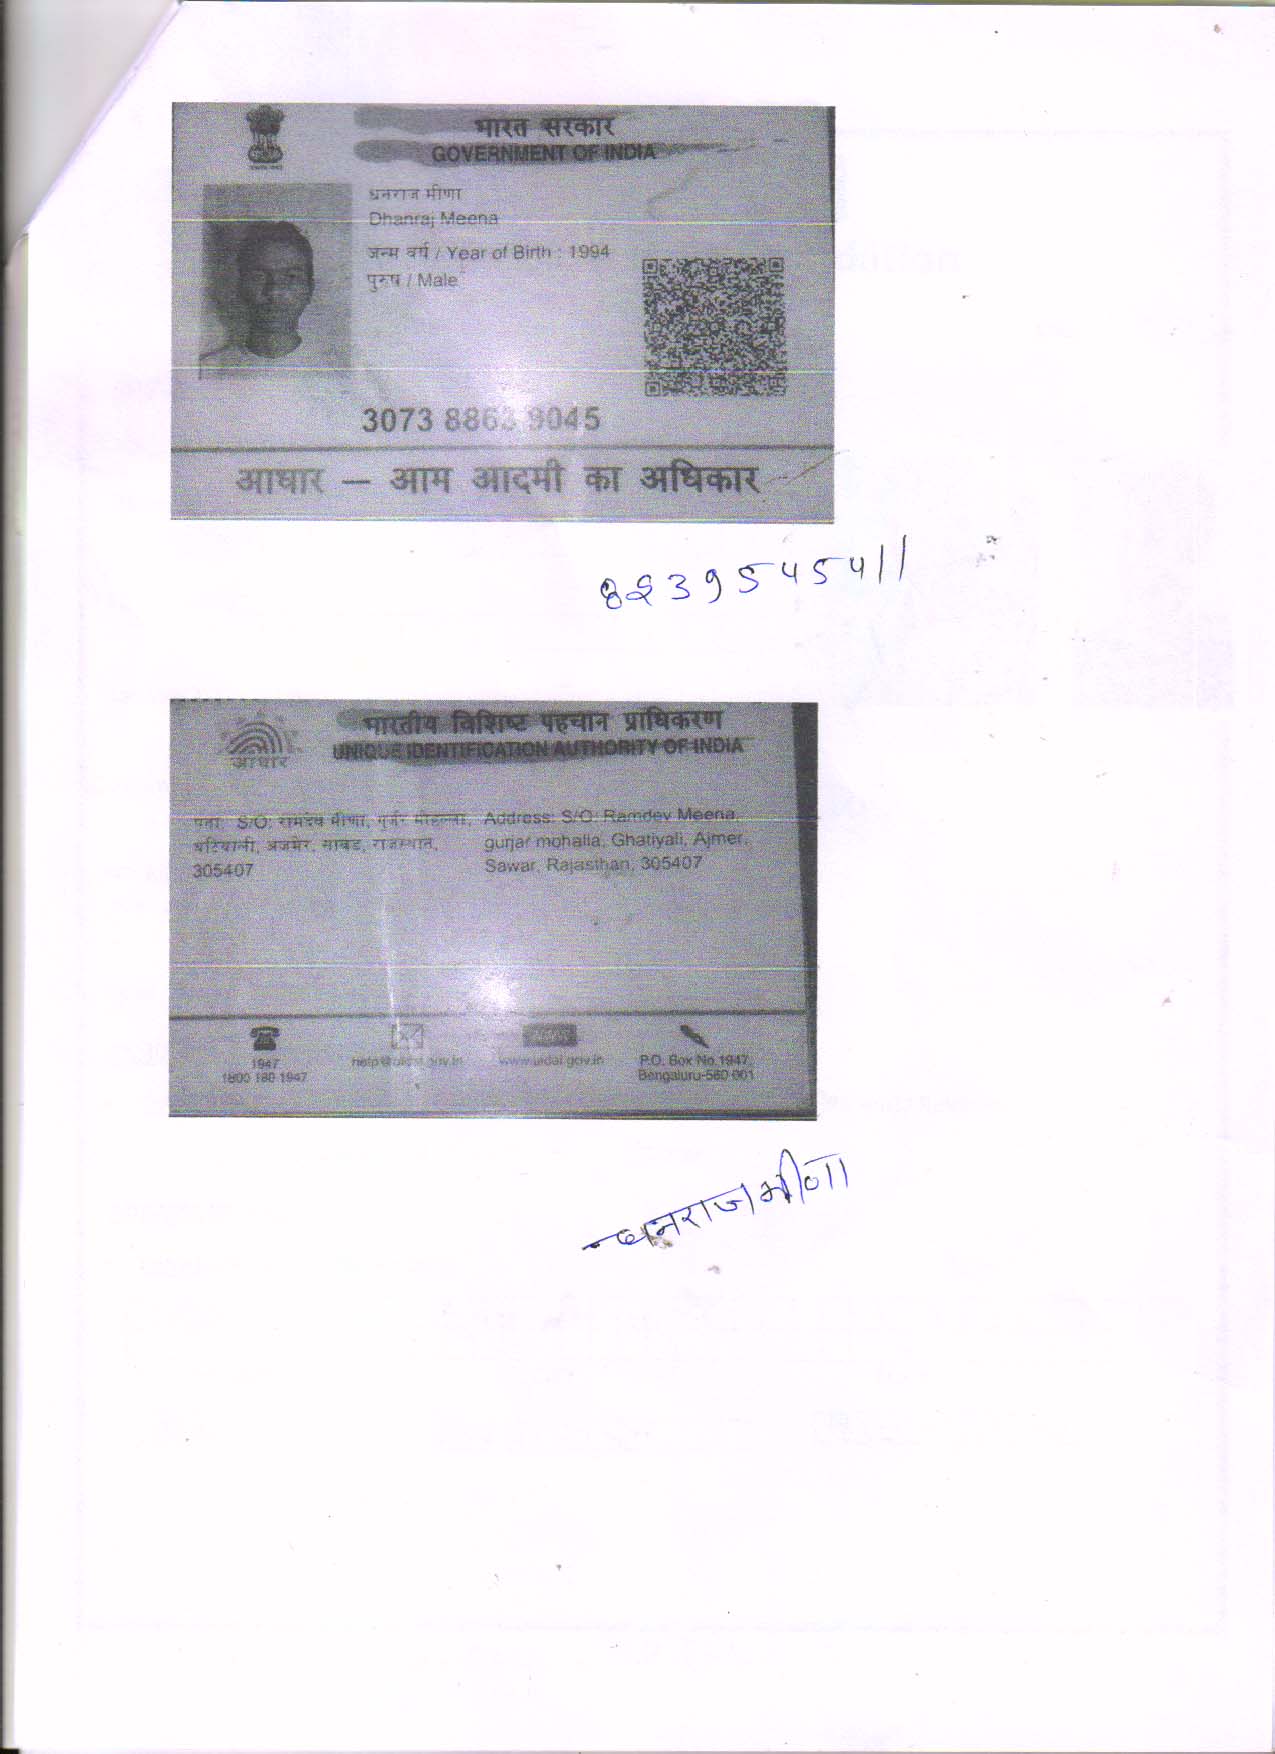 भारत सरकार
GOVERNMENT OF INDIA
धनराज मीणा
Dhanraj Meena
जन्म वर्ष / Year of Birth : 1994
पुरुष / Male
3073 8863 9045
आधार – आम आदमी का अधिकार
8239545411
भारतीय विशिष्ट पहचान प्राधिकरण
UNIQUE IDENTIFICATION AUTHORITY OF INDIA
आधार
पता: S/O: रामदेव मीणा, गुर्जर मोहल्ला,
घटियाली, अजमेर, सावड, राजस्थान,
305407
Address: S/O: Ramdev Meena,
gurjar mohalla, Ghatiyali, Ajmer,
Sawar, Rajasthan, 305407
1947
1800 180 1947
help@uidai.gov.in
www.uidai.gov.in
P.O. Box No.1947,
Bengaluru-560 001
धनराज मीणा